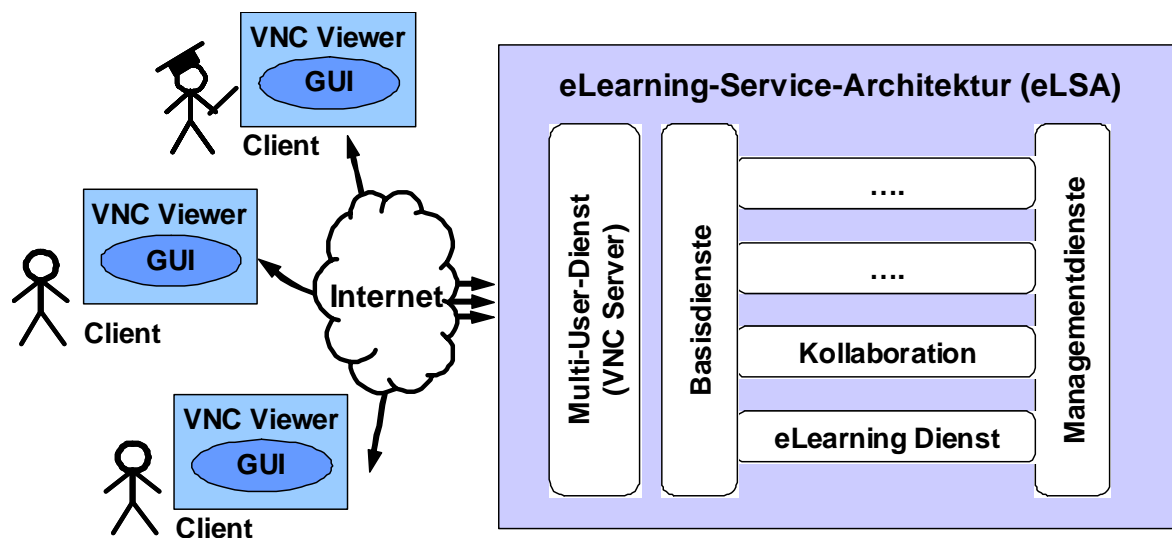 VNC Viewer
GUI
Client
VNC Viewer
GUI
Client
VNC Viewer
GUI
Client
Internet
eLearning-Service-Architektur (eLSA)
Multi-User-Dienst
(VNC Server)
Basisdienste
....
....
Kollaboration
eLearning Dienst
Managementdienste